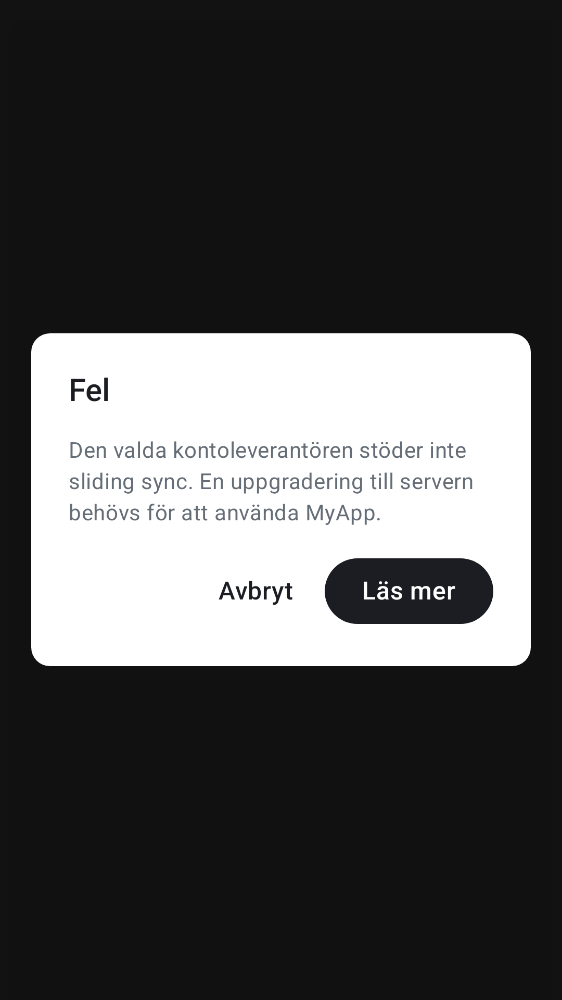 Fel
Den valda kontoleverantören stöder inte
sliding sync. En uppgradering till servern
behövs för att använda MyApp.
Avbryt
Läs mer